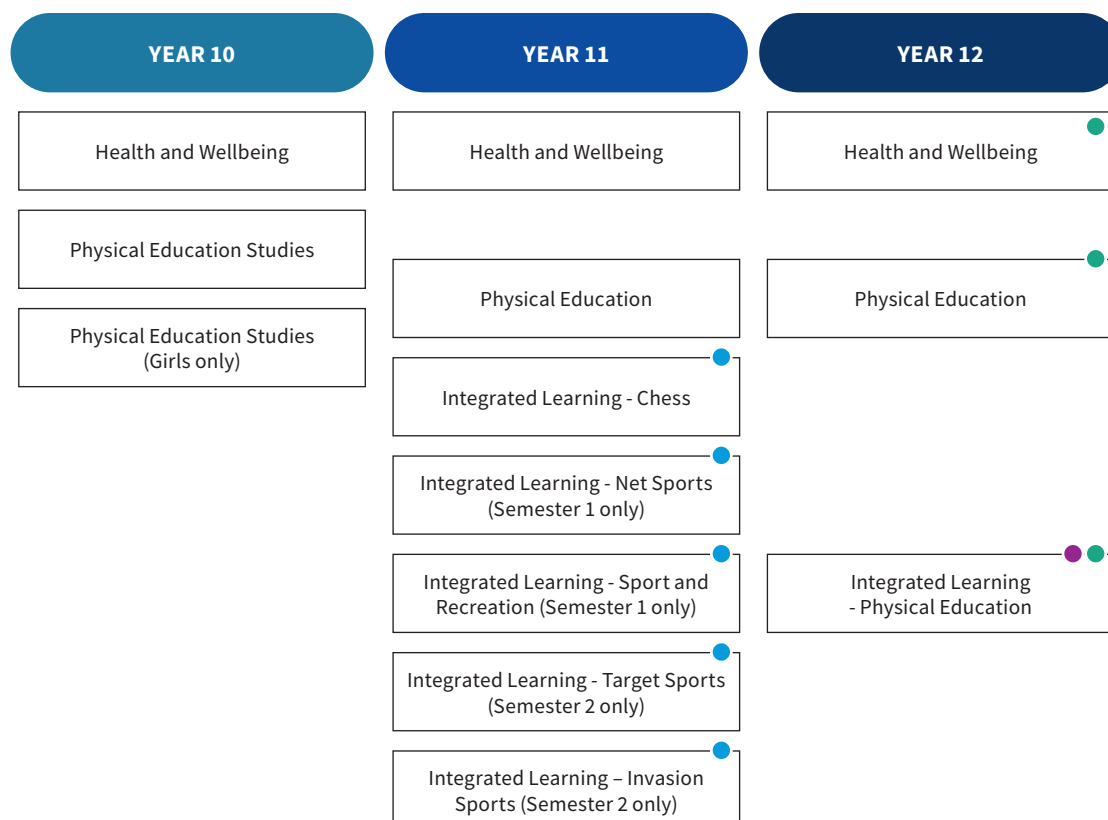 YEAR 10
YEAR 11
YEAR 12
Health and Wellbeing
Health and Wellbeing
Health and Wellbeing
Physical Education Studies
Physical Education
Physical Education
Physical Education Studies
(Girls only)
Integrated Learning - Chess
Integrated Learning - Net Sports
(Semester 1 only)
Integrated Learning - Sport and
Recreation (Semester 1 only)
Integrated Learning
- Physical Education
Integrated Learning - Target Sports
(Semester 2 only)
Integrated Learning – Invasion
Sports (Semester 2 only)